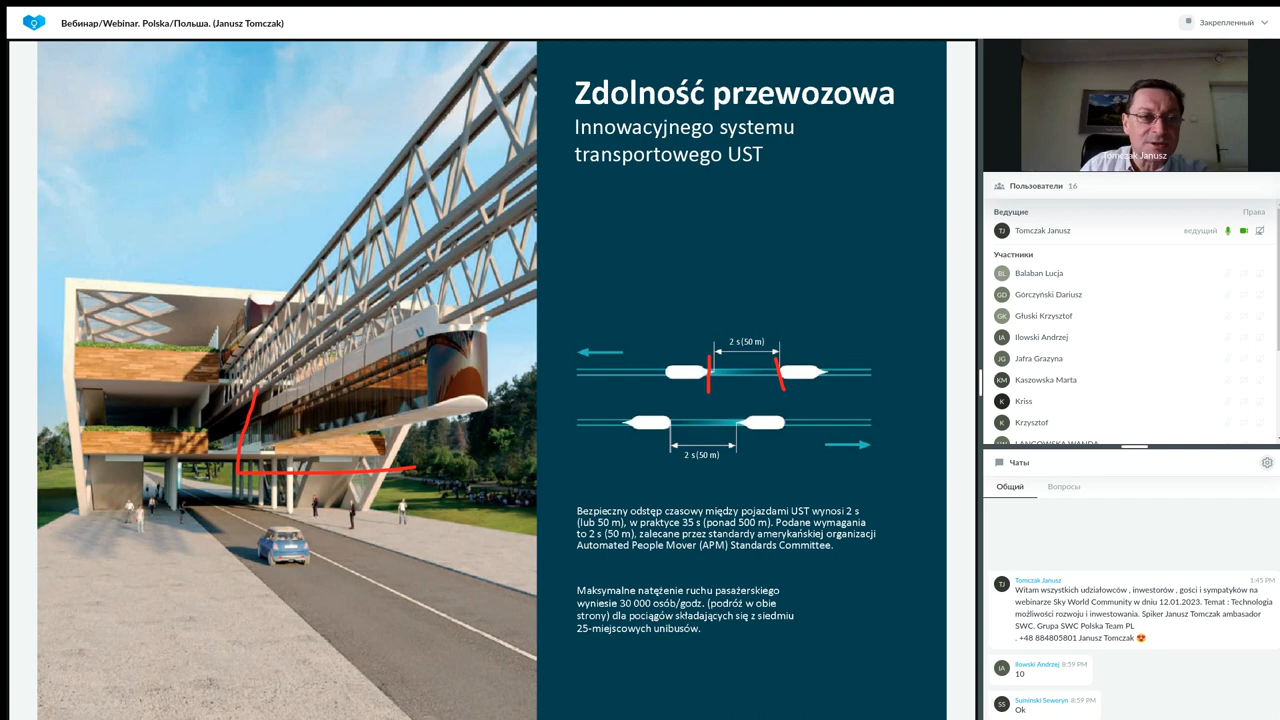 Вебинар/Webinar. Polska/Польша. (Janusz Tomczak)
Закрепленный
Zdolność przewozowa
Innowacyjnego systemu
transportowego UST
2 s (50 m)
2 s (50 m)
Bezpieczny odstęp czasowy między pojazdami UST wynosi 2 s
(lub 50 m), w praktyce 35 s (ponad 500 m). Podane wymagania
to 2 s (50 m), zalecane przez standardy amerykańskiej organizacji
Automated People Mover (APM) Standards Committee.
Maksymalne natężenie ruchu pasażerskiego
wyniesie 30 000 osób/godz. (podróż w obie
strony) dla pociągów składających się z siedmiu
25-miejscowych unibusów.
Tomczak Janusz
Пользователи 16
Ведущие Права
TJ Tomczak Janusz ведущий
Участники
BL Balaban Lucja
GD Górczyński Dariusz
GK Głuski Krzysztof
IA Ilowski Andrzej
JG Jafra Grazyna
KM Kaszowska Marta
K Kriss
K Krzysztof
LANGOWSKA WANDA
Чаты
Общий Вопросы
TJ Tomczak Janusz 1:45 PM
Witam wszystkich udziałowców , inwestorów , gości i sympatyków na
webinarze Sky World Community w dniu 12.01.2023. Temat : Technologia
możliwości rozwoju i inwestowania. Spiker Janusz Tomczak ambasador
SWC. Grupa SWC Polska Team PL
. +48 884805801 Janusz Tomczak 😍
IA Ilowski Andrzej 8:59 PM
10
SS Suminski Seweryn 8:59 PM
Ok